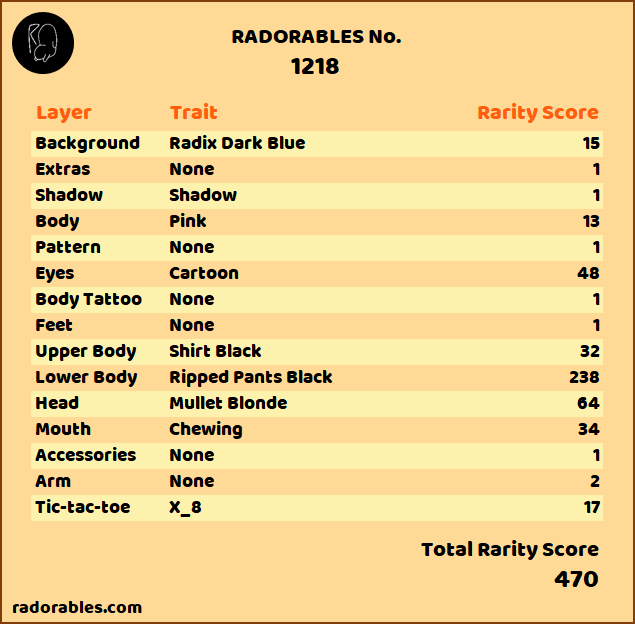 RADORABLES No.
1218
Layer Trait Rarity Score
Background Radix Dark Blue 15
Extras None 1
Shadow Shadow 1
Body Pink 13
Pattern None 1
Eyes Cartoon 48
Body Tattoo None 1
Feet None 1
Upper Body Shirt Black 32
Lower Body Ripped Pants Black 238
Head Mullet Blonde 64
Mouth Chewing 34
Accessories None 1
Arm None 2
Tic-tac-toe X_8 17
Total Rarity Score
470
radorables.com